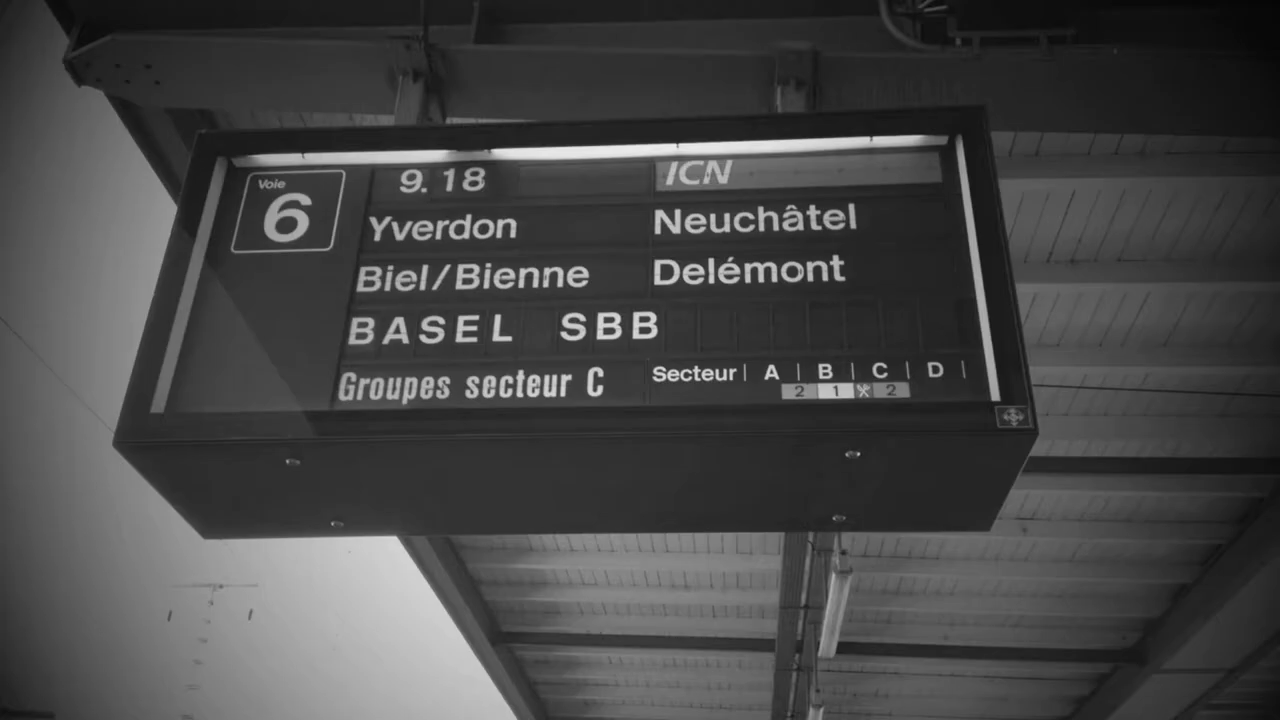 Voie
6
9.18 ICN
Yverdon Neuchâtel
Biel/Bienne Delémont
BASEL SBB
Groupes secteur C
Secteur | A | B | C | D |
2 1 2